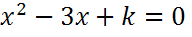 x² − 3x + k = 0